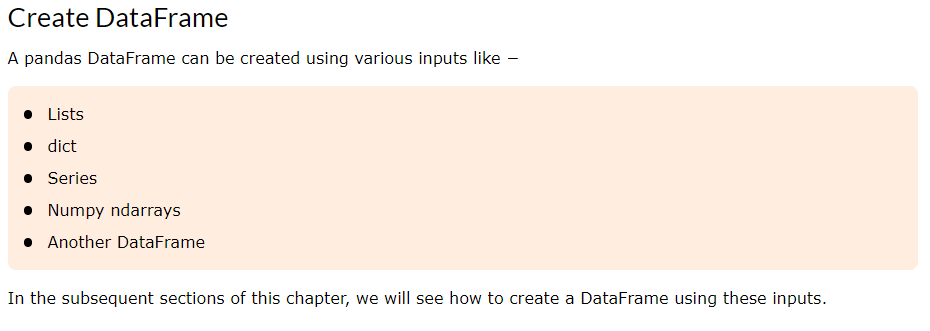 Create DataFrame
A pandas DataFrame can be created using various inputs like −
• Lists
• dict
• Series
• Numpy ndarrays
• Another DataFrame
In the subsequent sections of this chapter, we will see how to create a DataFrame using these inputs.